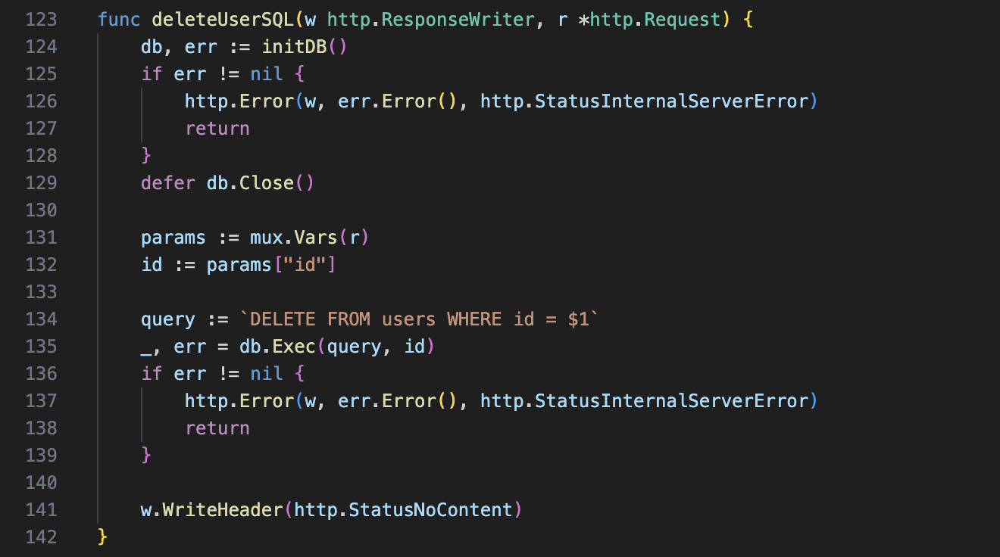 123 func deleteUserSQL(w http.ResponseWriter, r *http.Request) {
124     db, err := initDB()
125     if err != nil {
126         http.Error(w, err.Error(), http.StatusInternalServerError)
127         return
128     }
129     defer db.Close()
130
131     params := mux.Vars(r)
132     id := params["id"]
133
134     query := `DELETE FROM users WHERE id = $1`
135     _, err = db.Exec(query, id)
136     if err != nil {
137         http.Error(w, err.Error(), http.StatusInternalServerError)
138         return
139     }
140
141     w.WriteHeader(http.StatusNoContent)
142 }